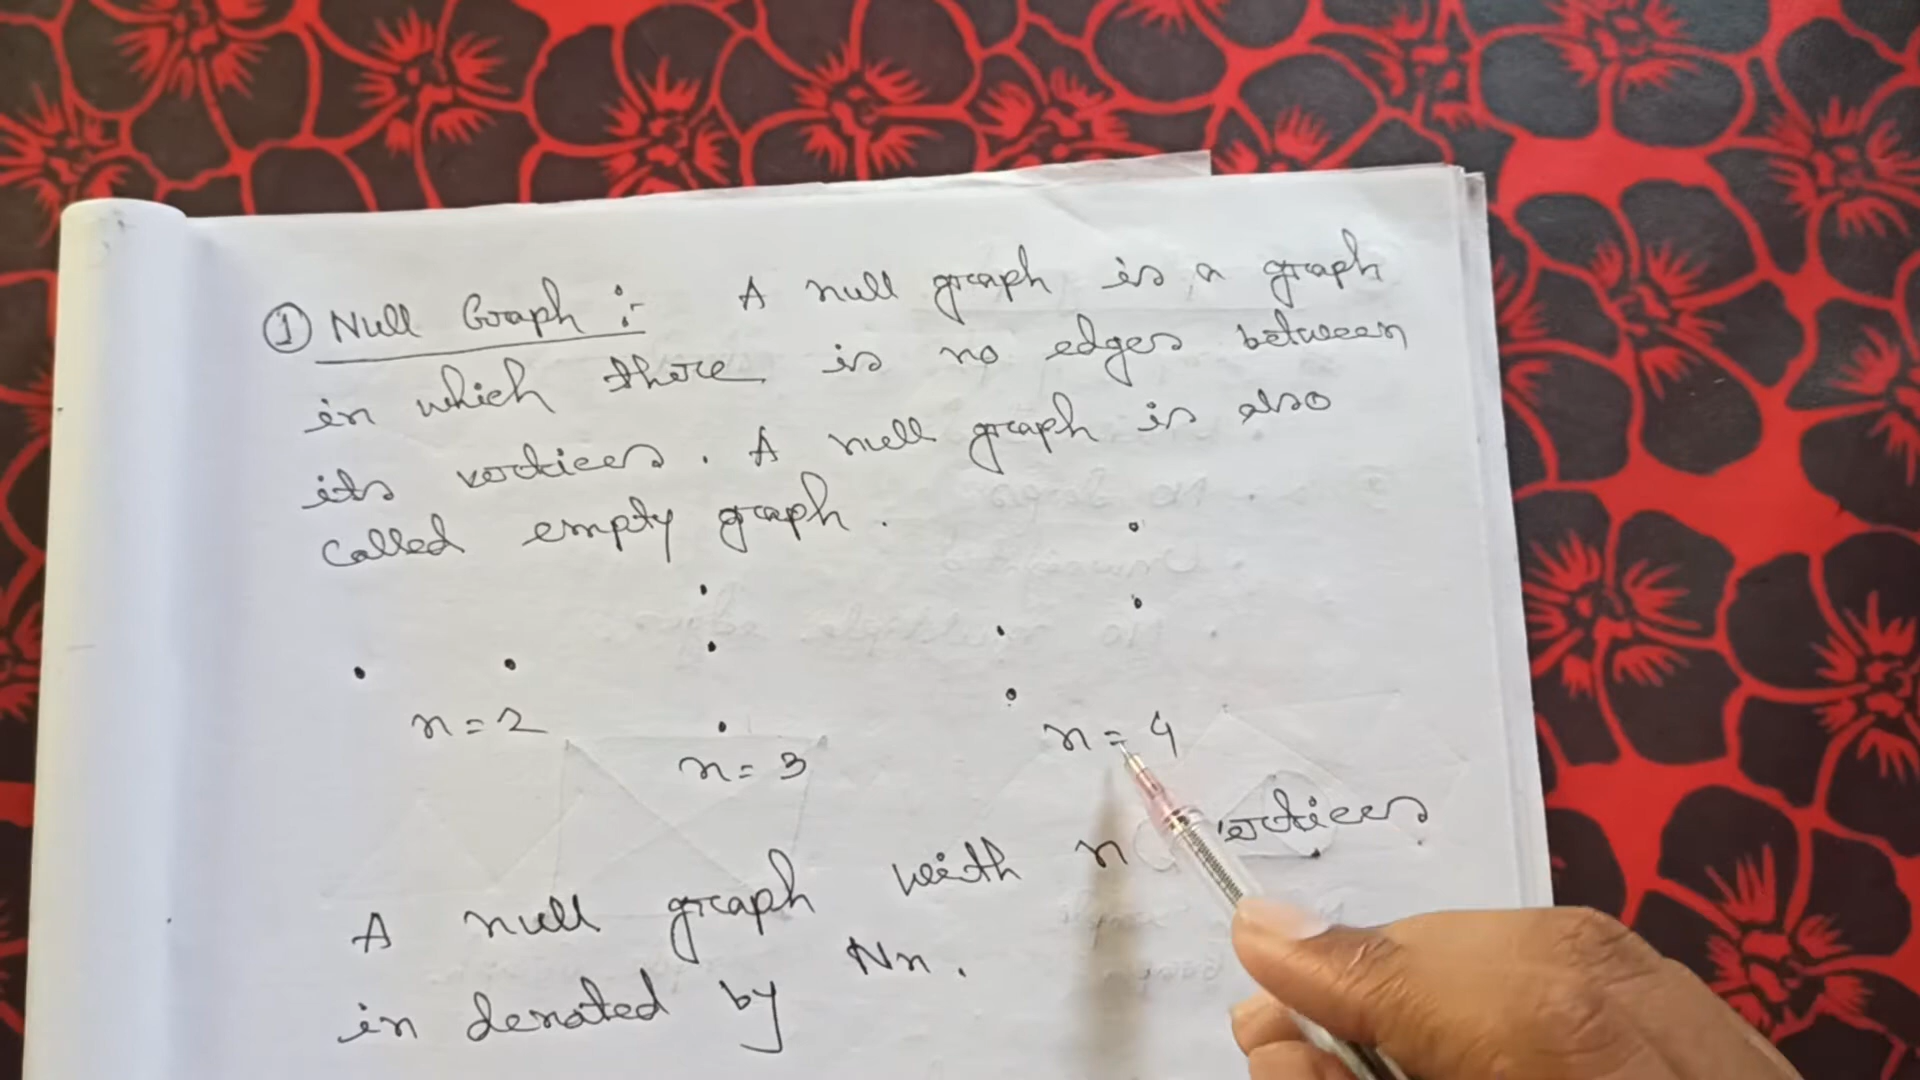 ① Null Graph :- A null graph is a graph
in which there is no edges between
its vertices. A null graph is also
called empty graph.
n = 2
n = 3
n = 4
A null graph with n vertices
is denoted by Nn.